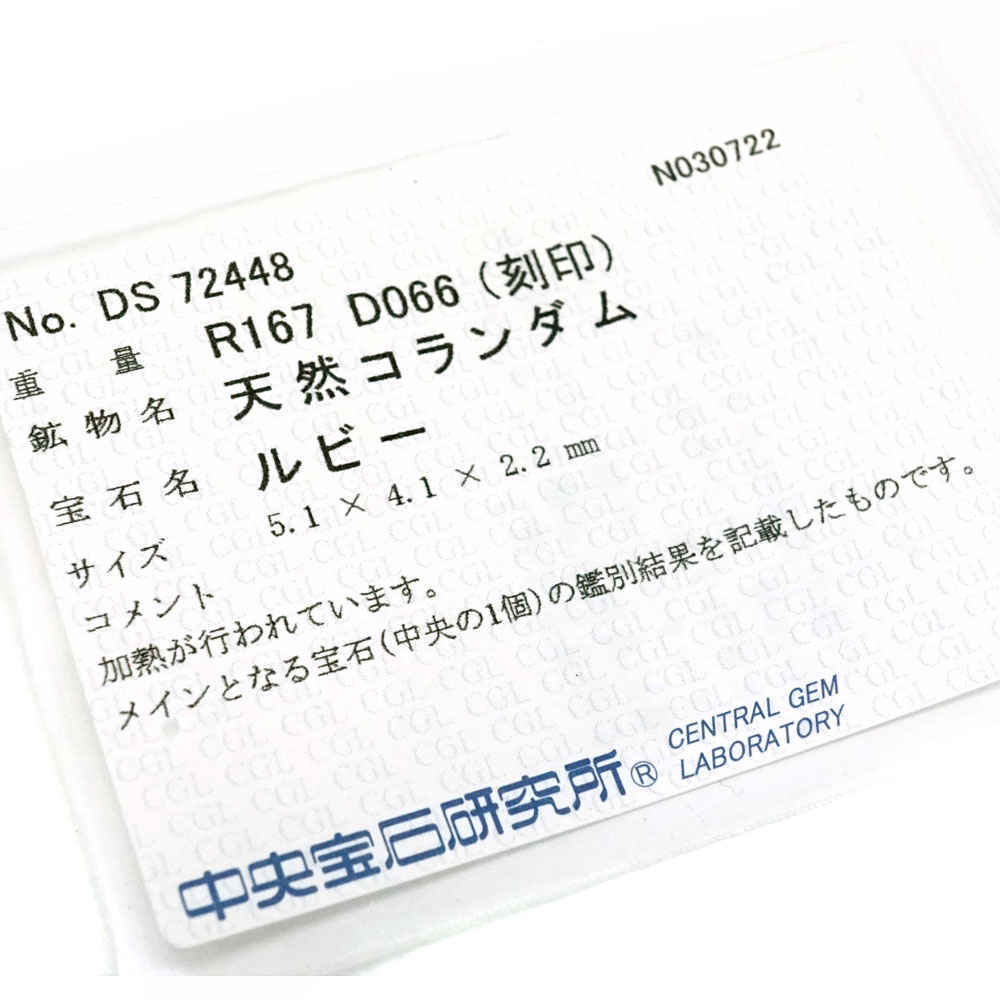 N030722
No. DS 72448
重量 R167 D066 (刻印)
鉱物名 天然コランダム
宝石名 ルビー
サイズ 5.1 × 4.1 × 2.2 mm
コメント
加熱が行われています。
メインとなる宝石(中央の1個)の鑑別結果を記載したものです。
中央宝石研究所® CENTRAL GEM
LABORATORY